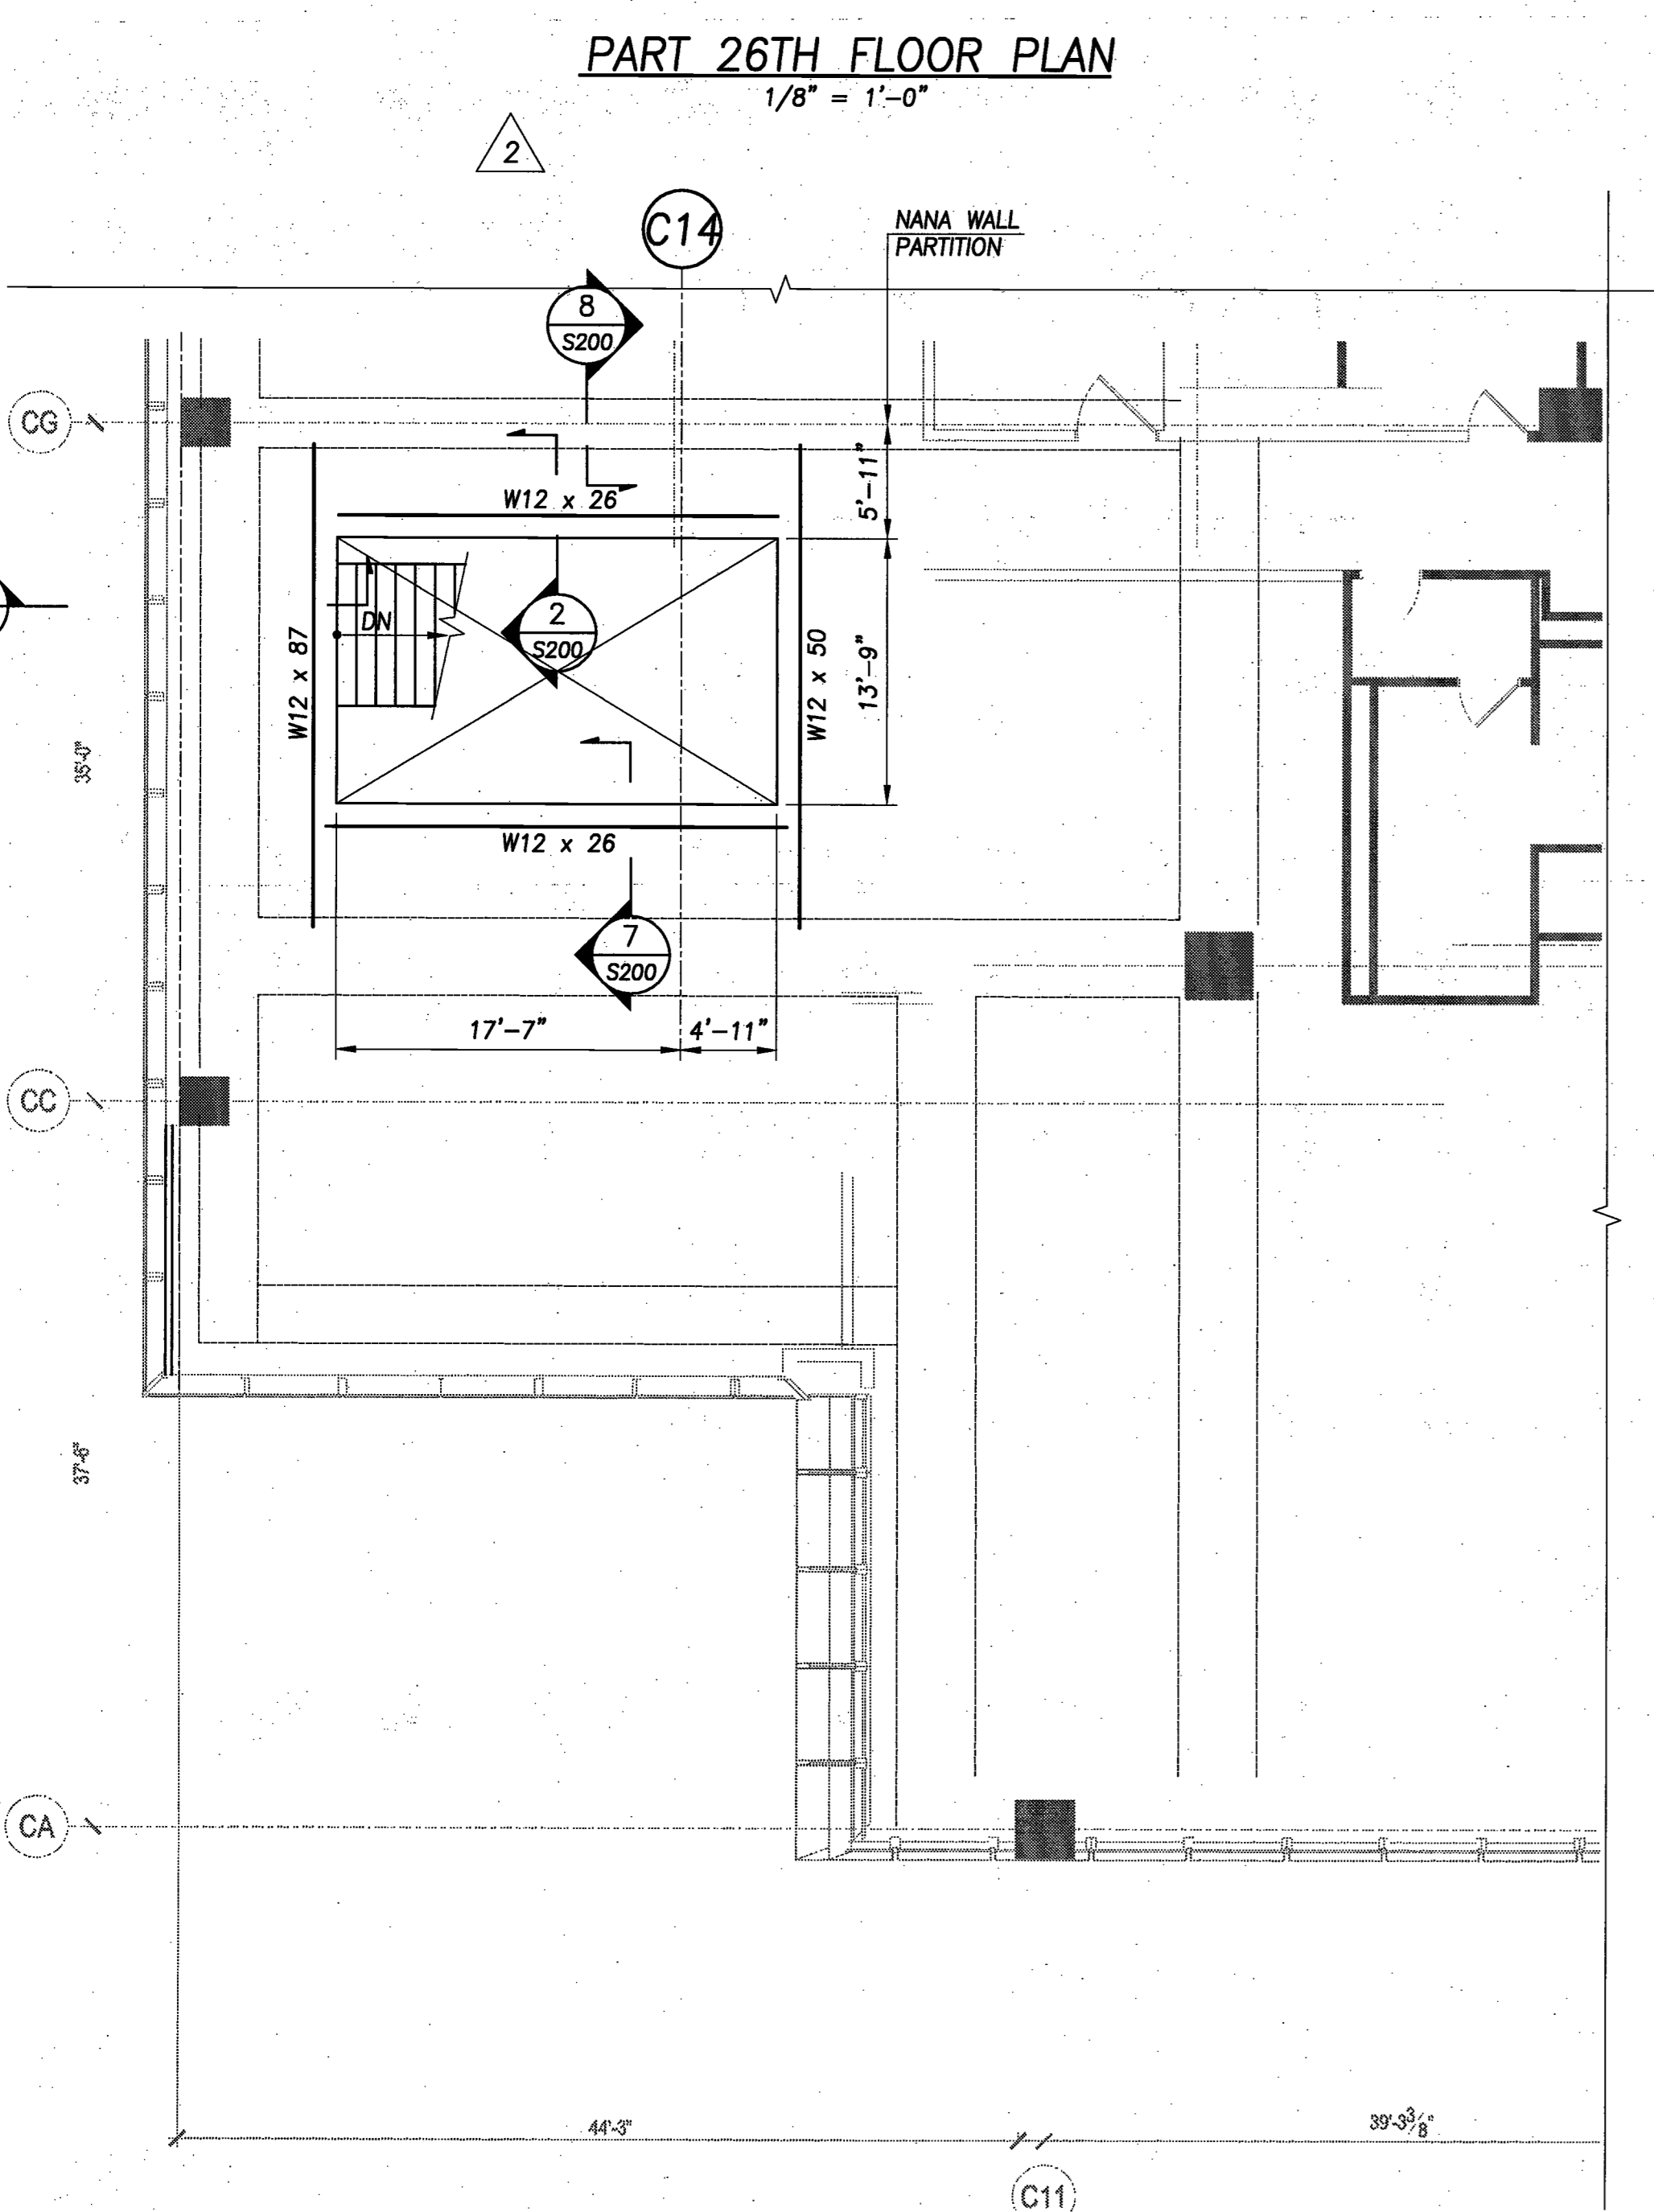 PART 26TH FLOOR PLAN
1/8" = 1'-0"
2
C14
NANA WALL
PARTITION
8
S200
CG
W12 x 26
5'-11"
DN
2
S200
W12 x 87
W12 x 50
13'-9"
35'-0"
W12 x 26
7
S200
17'-7"
4'-11"
CC
37'-6"
CA
44'-3"
39'-3 3/8"
C11